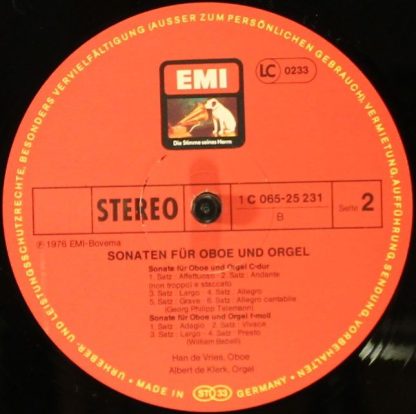 URHEBER- UND LEISTUNGSSCHUTZRECHTE, BESONDERS VERVIELFÄLTIGUNG (AUSSER ZUM PERSÖNLICHEN GEBRAUCH), VERMIETUNG, AUFFÜHRUNG, SENDUNG, VORBEHALTEN
EMI
Die Stimme seines Herrn
LC 0233
STEREO
1 C 065-25 231
B
Seite 2
Ⓟ 1976 EMI-Bovema
SONATEN FÜR OBOE UND ORGEL
Sonate für Oboe und Orgel C-dur
1. Satz: Affettuoso · 2. Satz: Andante
(non troppo) e staccato
3. Satz: Largo · 4. Satz: Allegro
5. Satz: Grave · 6. Satz: Allegro cantabile
(Georg Philipp Telemann)
Sonate für Oboe und Orgel f-moll
1. Satz: Adagio · 2. Satz: Vivace
3. Satz: Largo · 4. Satz: Presto
(William Babell)
Han de Vries, Oboe
Albert de Klerk, Orgel
MADE IN GERMANY
ST 33